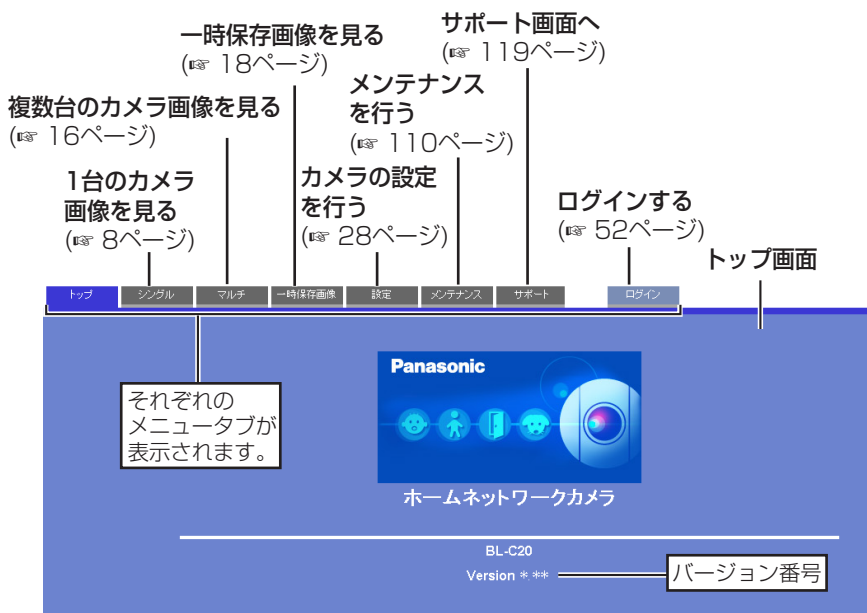 一時保存画像を見る
(☞ 18ページ)
サポート画面へ
(☞ 119ページ)
複数台のカメラ画像を見る
(☞ 16ページ)
メンテナンス
を行う
(☞ 110ページ)
1台のカメラ
画像を見る
(☞ 8ページ)
カメラの設定
を行う
(☞ 28ページ)
ログインする
(☞ 52ページ)
トップ画面
トップ
シングル
マルチ
一時保存画像
設定
メンテナンス
サポート
ログイン
それぞれの
メニュータブが
表示されます。
Panasonic
ホームネットワークカメラ
BL-C20
Version *.**
バージョン番号